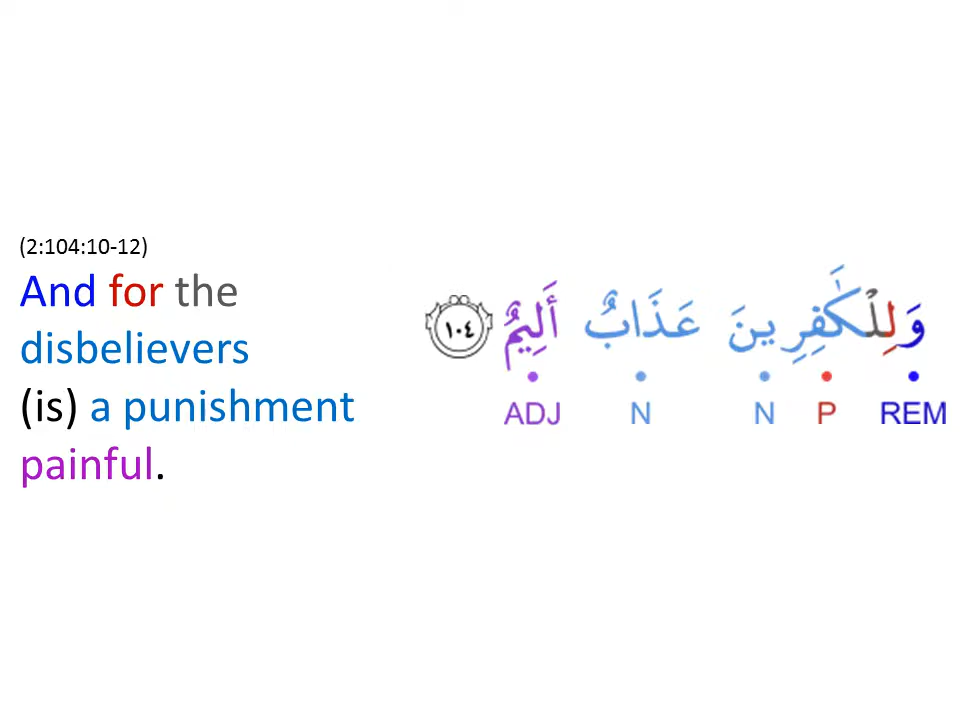 (2:104:10-12)
And for the
disbelievers
(is) a punishment
painful.
وَلِلْكَٰفِرِينَ عَذَابٌ أَلِيمٌ ١٠٤
REM P N N ADJ